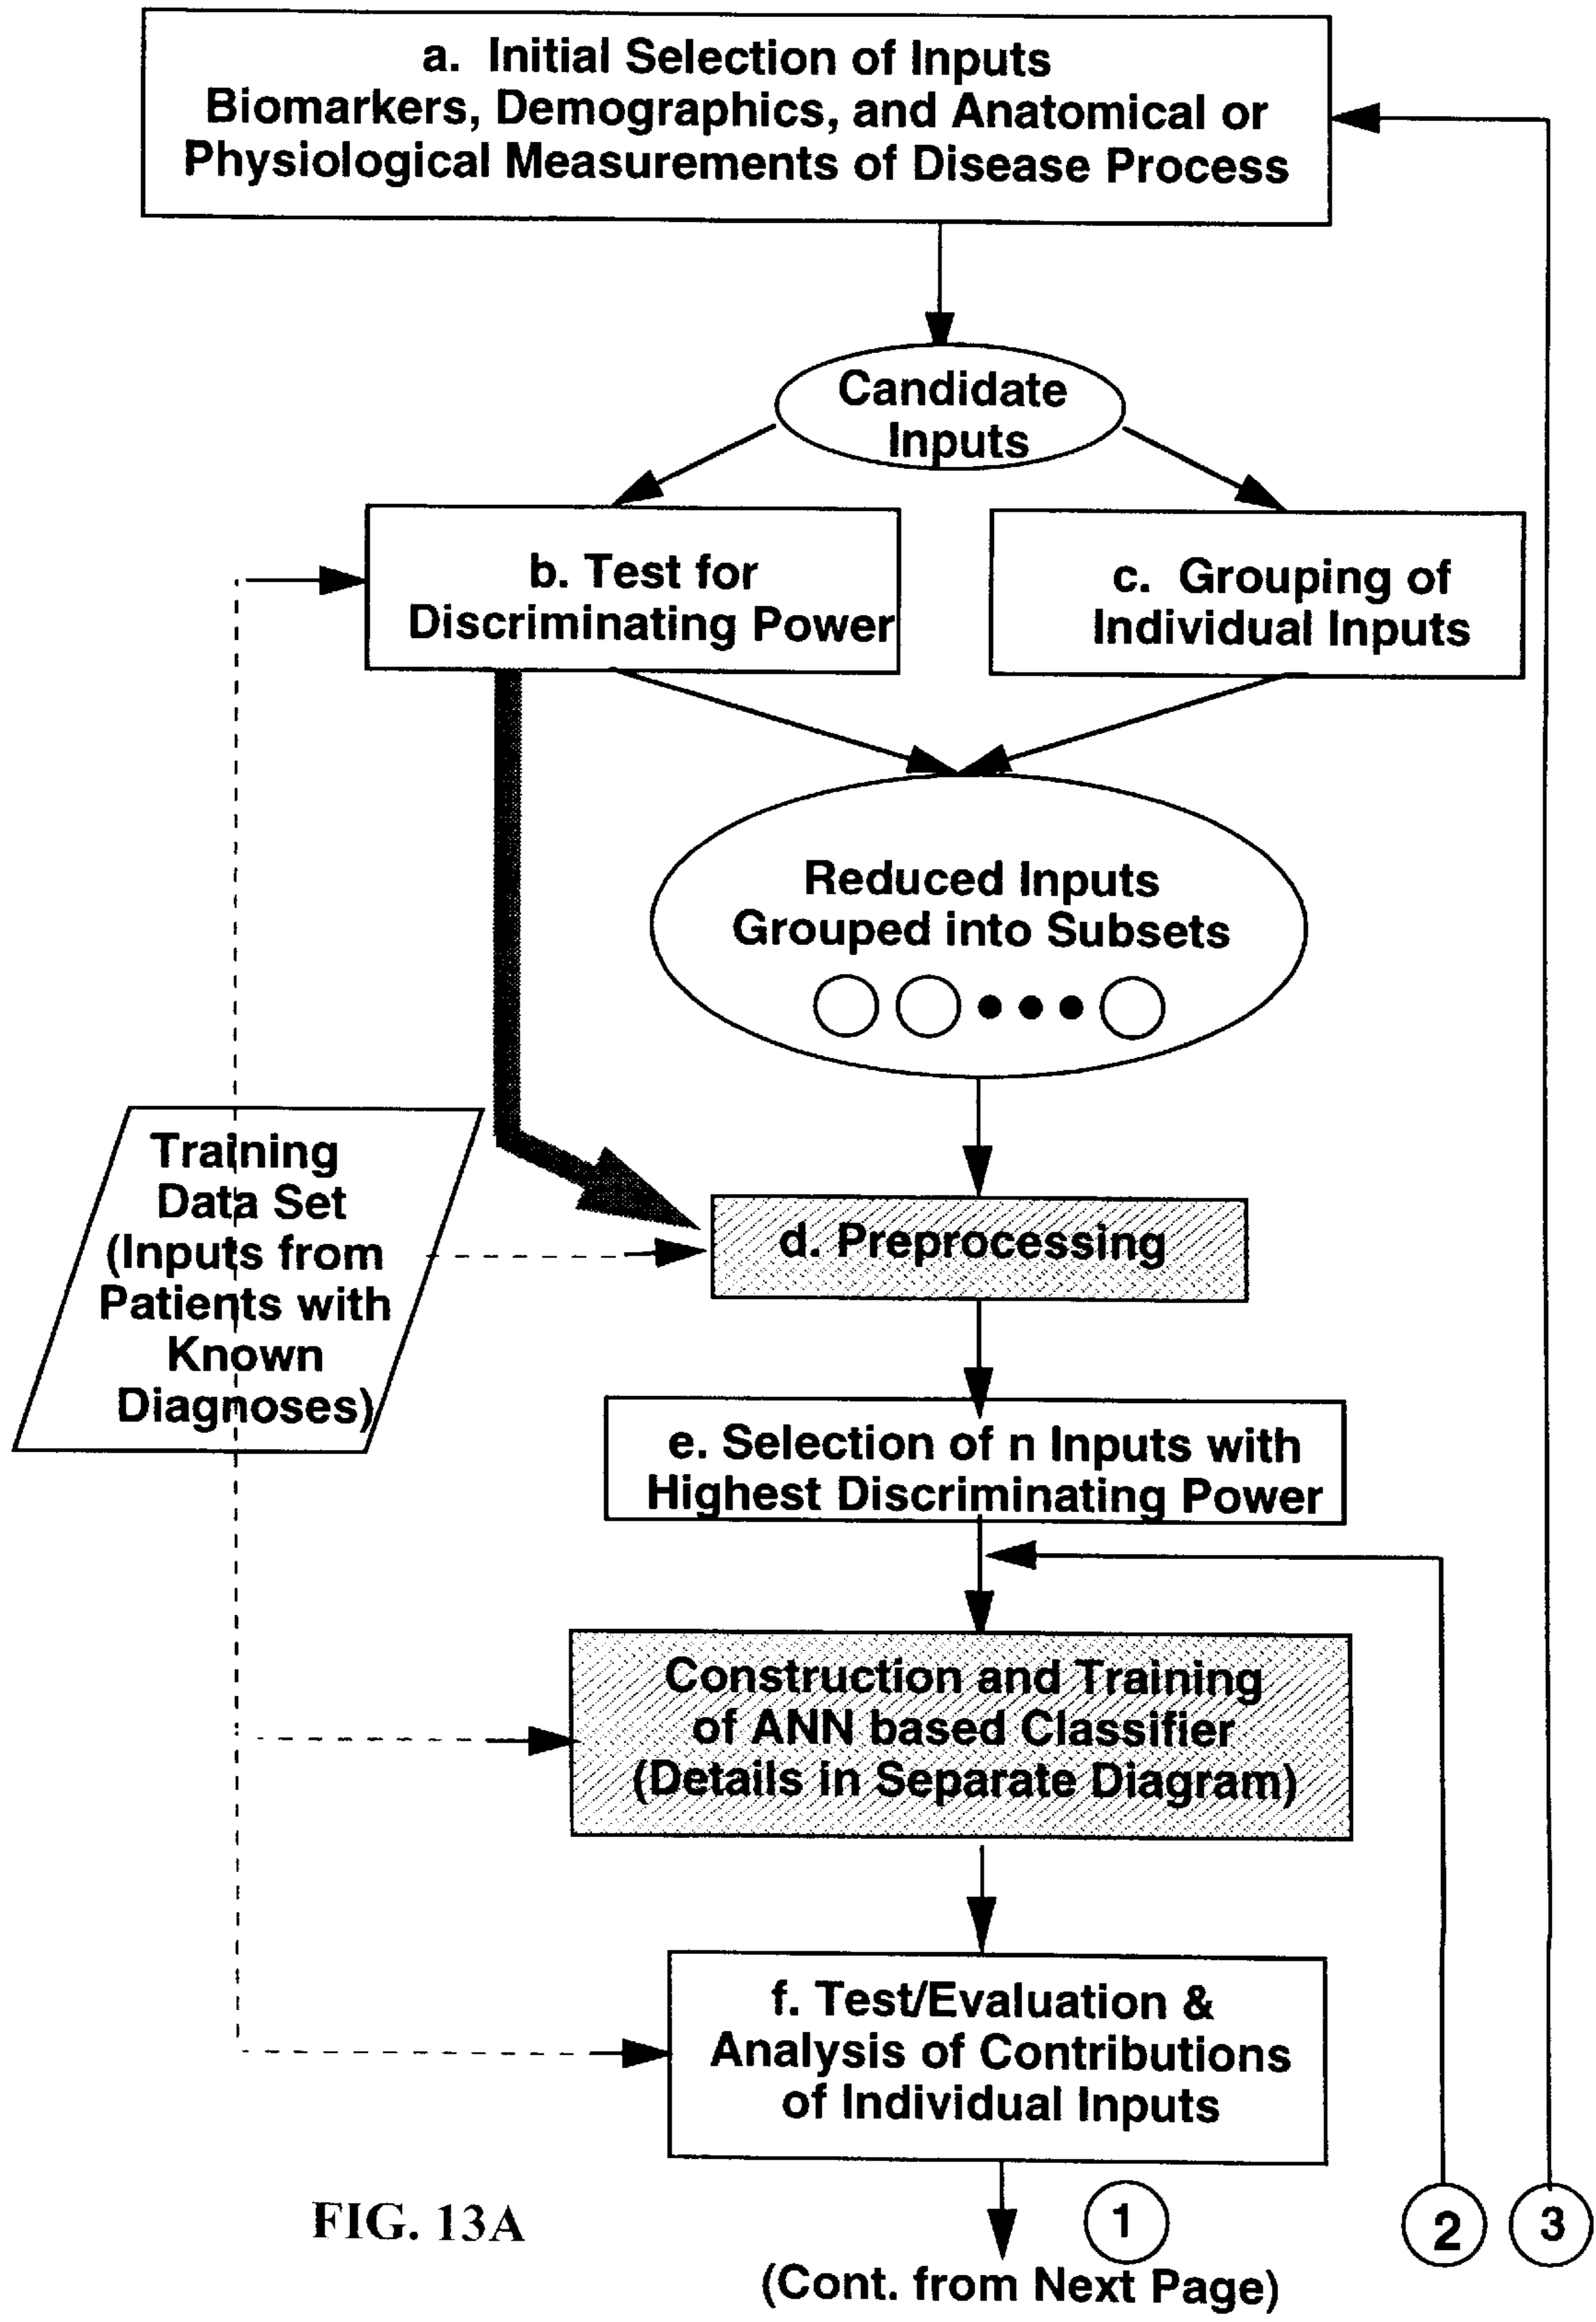 a. Initial Selection of Inputs
Biomarkers, Demographics, and Anatomical or
Physiological Measurements of Disease Process
Candidate
Inputs
b. Test for
Discriminating Power
c. Grouping of
Individual Inputs
Reduced Inputs
Grouped into Subsets
Training
Data Set
(Inputs from
Patients with
Known
Diagnoses)
d. Preprocessing
e. Selection of n Inputs with
Highest Discriminating Power
Construction and Training
of ANN based Classifier
(Details in Separate Diagram)
f. Test/Evaluation &
Analysis of Contributions
of Individual Inputs
FIG. 13A
1
2
3
(Cont. from Next Page)